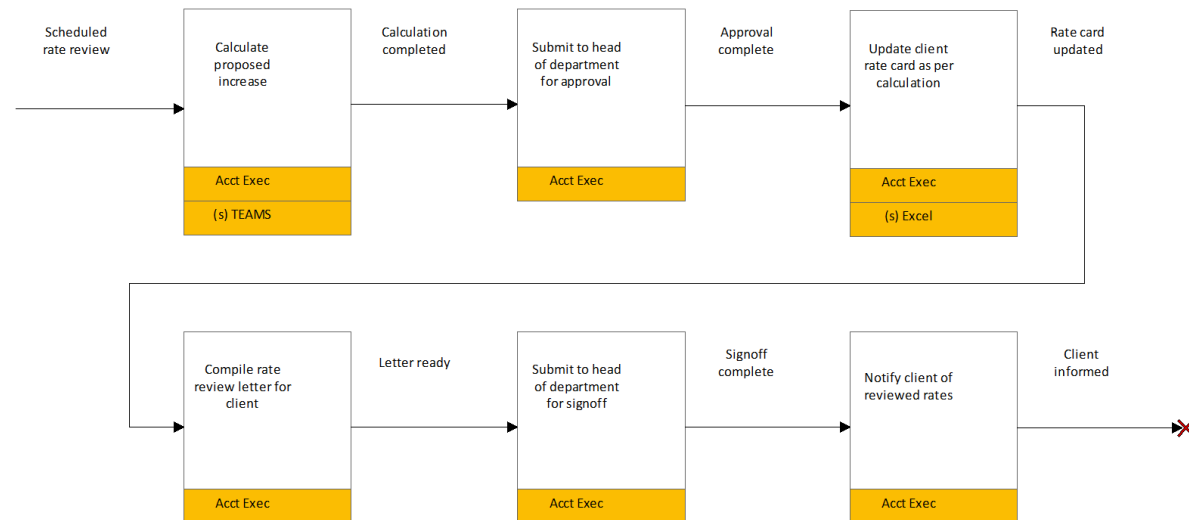 Scheduled
rate review
Calculate
proposed
increase
Acct Exec
(s) TEAMS
Calculation
completed
Submit to head
of department
for approval
Acct Exec
Approval
complete
Update client
rate card as per
calculation
Acct Exec
(s) Excel
Rate card
updated
Compile rate
review letter for
client
Acct Exec
Letter ready
Submit to head
of department
for signoff
Acct Exec
Signoff
complete
Notify client of
reviewed rates
Acct Exec
Client
informed